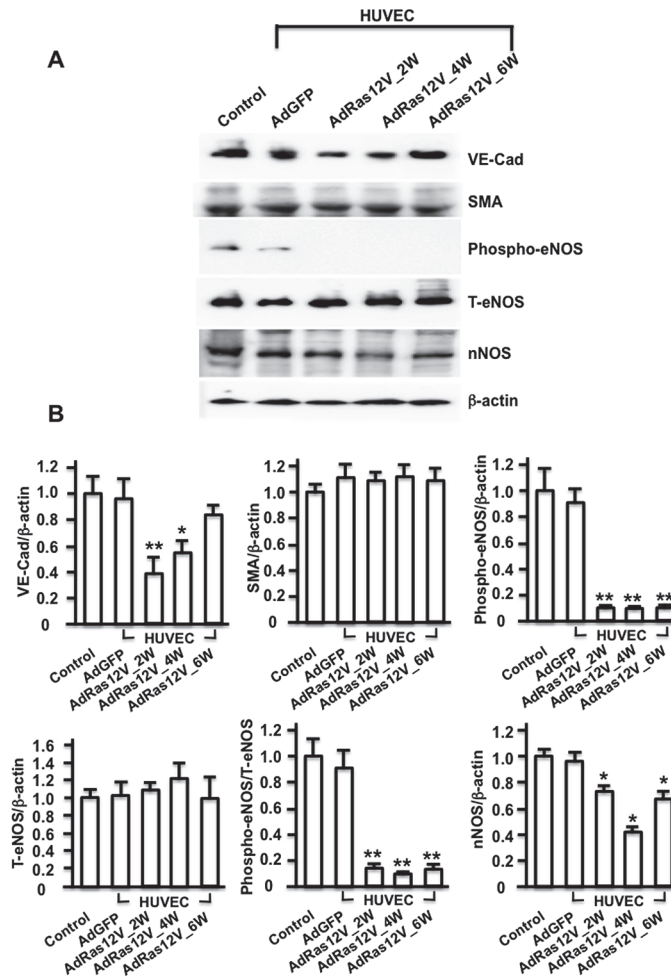 HUVEC
A
Control
AdGFP
AdRas12V_2W
AdRas12V_4W
AdRas12V_6W
VE-Cad
SMA
Phospho-eNOS
T-eNOS
nNOS
β-actin
B
VE-Cad/β-actin
1.2
1.0
0.8
0.6
0.4
0.2
0
**
*
HUVEC
Control
AdGFP
AdRas12V_2W
AdRas12V_4W
AdRas12V_6W
SMA/β-actin
1.2
1.0
0.8
0.6
0.4
0.2
0
HUVEC
Control
AdGFP
AdRas12V_2W
AdRas12V_4W
AdRas12V_6W
Phospho-eNOS/β-actin
1.2
1.0
0.8
0.6
0.4
0.2
0
** ** **
HUVEC
Control
AdGFP
AdRas12V_2W
AdRas12V_4W
AdRas12V_6W
T-eNOS/β-actin
1.6
1.4
1.2
1.0
0.8
0.6
0.4
0.2
0
HUVEC
Control
AdGFP
AdRas12V_2W
AdRas12V_4W
AdRas12V_6W
Phospho-eNOS/T-eNOS
1.2
1.0
0.8
0.6
0.4
0.2
0
** ** **
HUVEC
Control
AdGFP
AdRas12V_2W
AdRas12V_4W
AdRas12V_6W
nNOS/β-actin
1.2
1.0
0.8
0.6
0.4
0.2
0
*
*
*
HUVEC
Control
AdGFP
AdRas12V_2W
AdRas12V_4W
AdRas12V_6W